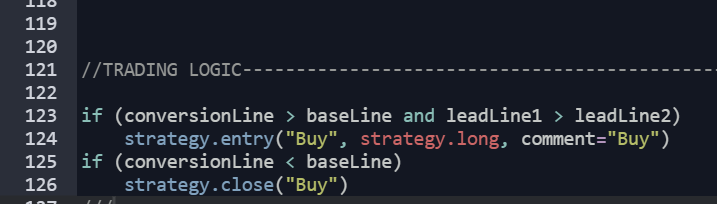 118
119
120
121 //TRADING LOGIC--------------------------------------------
122
123 if (conversionLine > baseLine and leadLine1 > leadLine2)
124     strategy.entry("Buy", strategy.long, comment="Buy")
125 if (conversionLine < baseLine)
126     strategy.close("Buy")
127 ///